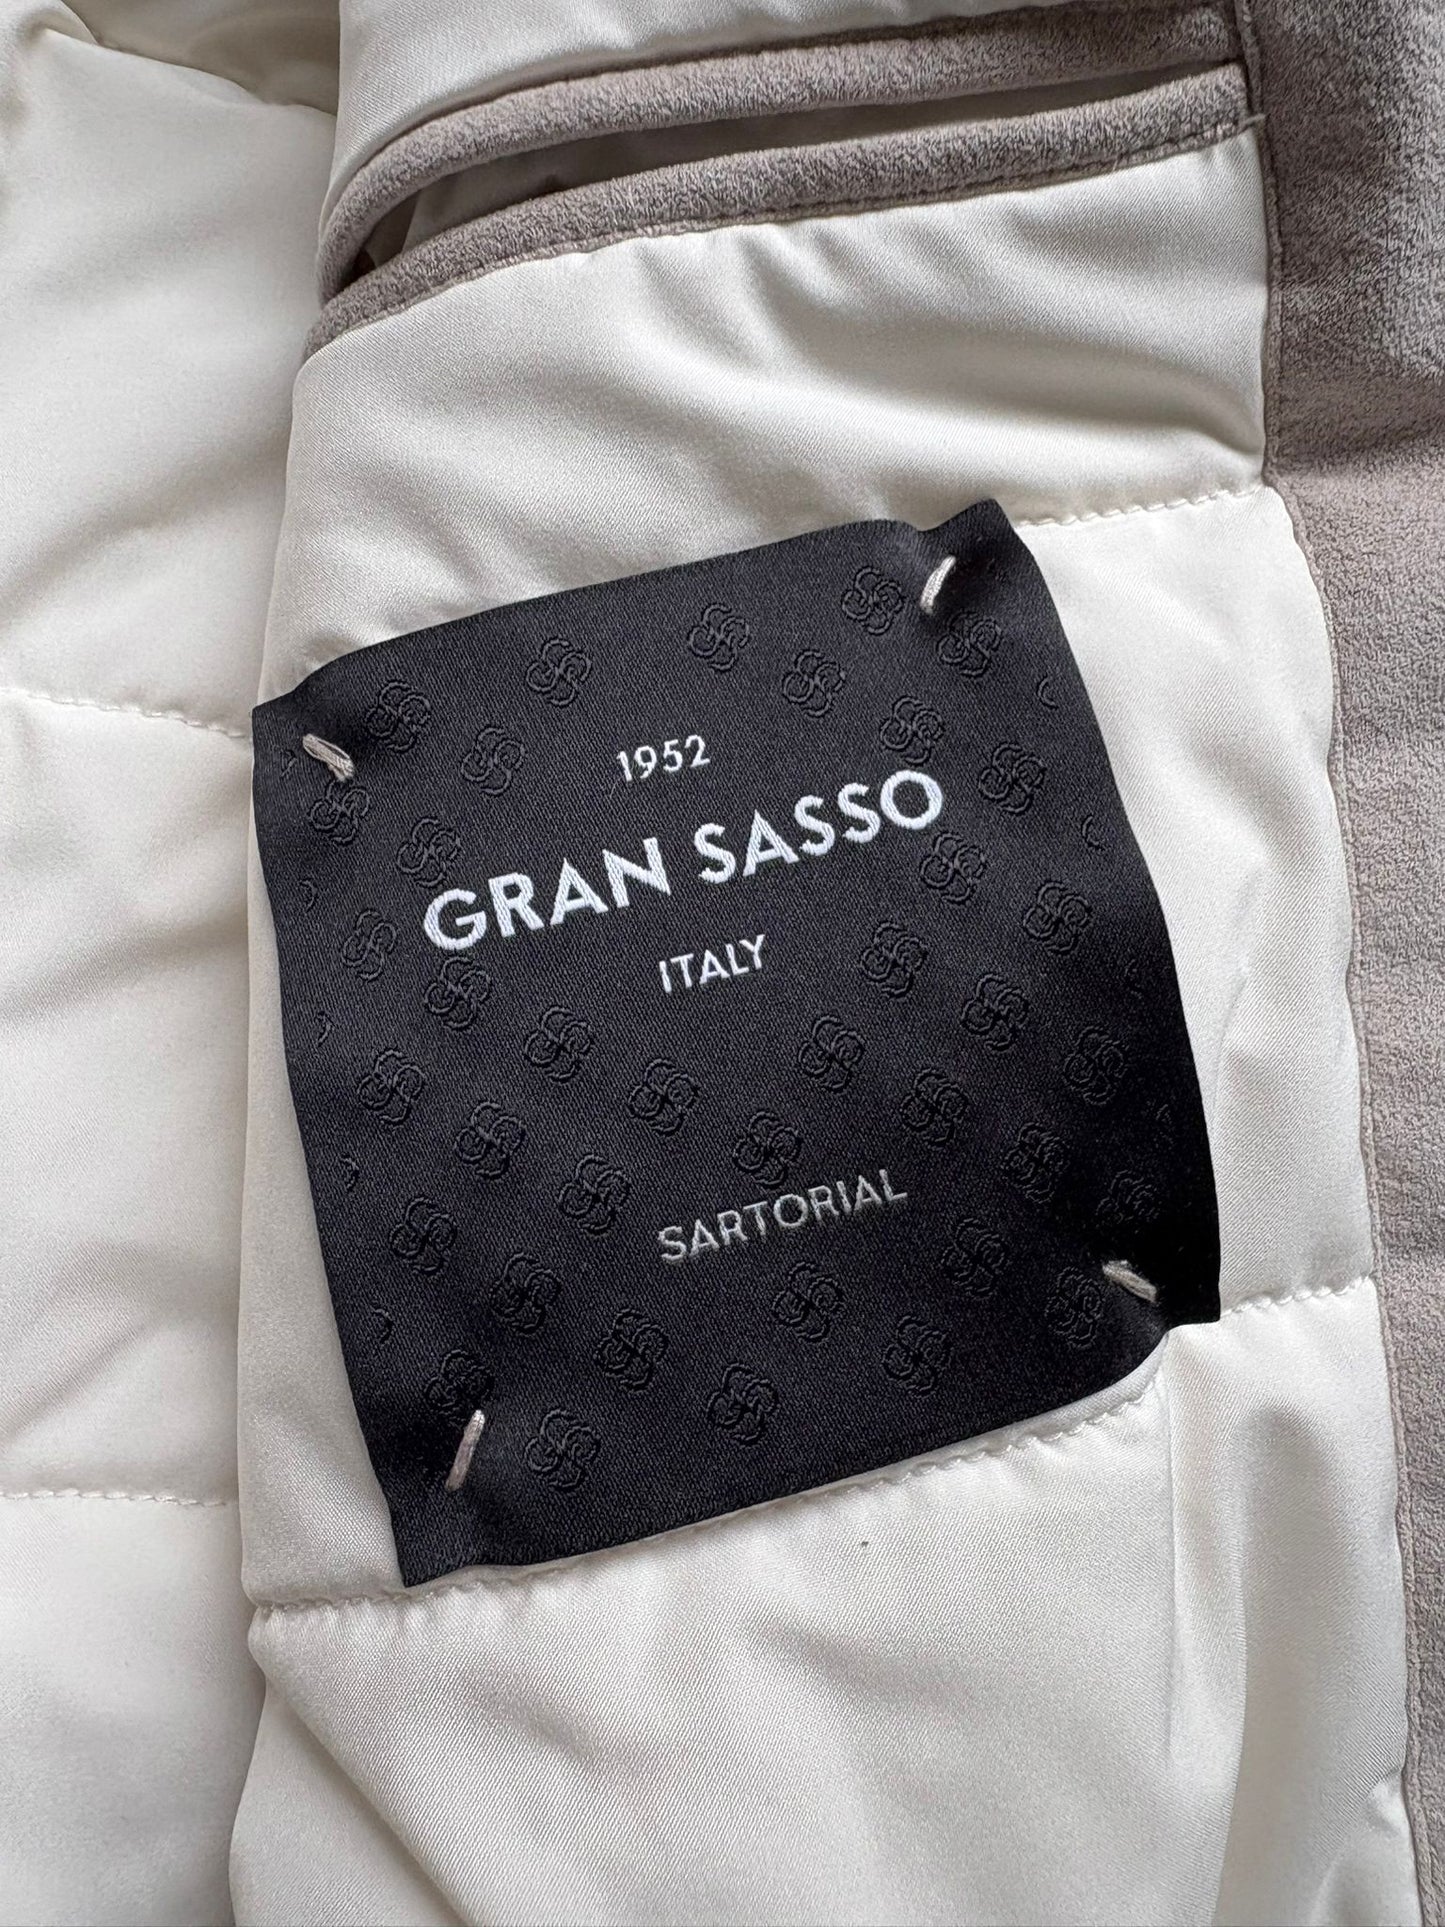 1952
GRAN SASSO
ITALY
SARTORIAL